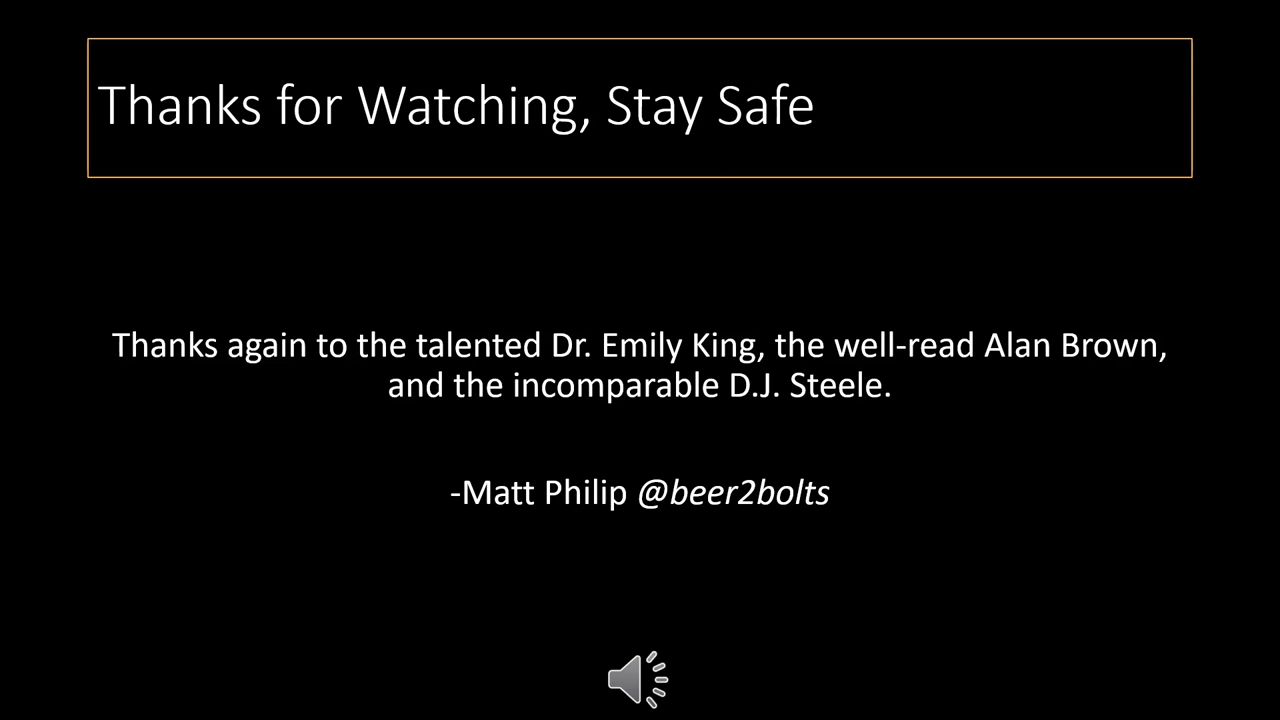 Thanks for Watching, Stay Safe
Thanks again to the talented Dr. Emily King, the well-read Alan Brown,
and the incomparable D.J. Steele.
-Matt Philip @beer2bolts